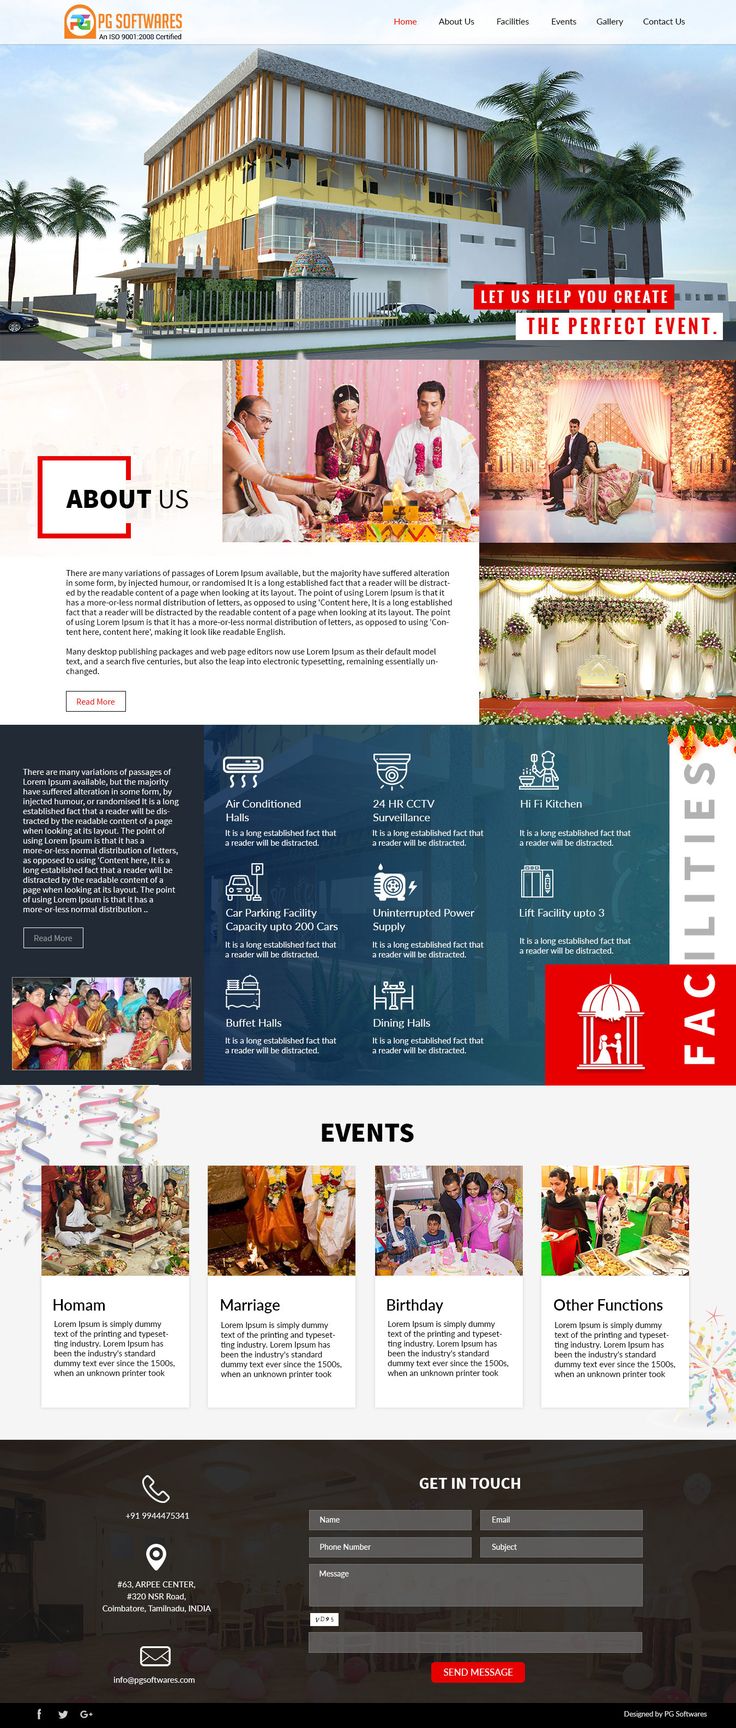 PG SOFTWARES
An ISO 9001:2008 Certified
Home
About Us
Facilities
Events
Gallery
Contact Us
LET US HELP YOU CREATE
THE PERFECT EVENT.
ABOUT US
There are many variations of passages of Lorem Ipsum available, but the majority have suffered alteration
in some form, by injected humour, or randomised It is a long established fact that a reader will be distract-
ed by the readable content of a page when looking at its layout. The point of using Lorem Ipsum is that it
has a more-or-less normal distribution of letters, as opposed to using 'Content here, It is a long established
fact that a reader will be distracted by the readable content of a page when looking at its layout. The point
of using Lorem Ipsum is that it has a more-or-less normal distribution of letters, as opposed to using 'Con-
tent here, content here', making it look like readable English.
Many desktop publishing packages and web page editors now use Lorem Ipsum as their default model
text, and a search five centuries, but also the leap into electronic typesetting, remaining essentially un-
changed.
Read More
There are many variations of passages of
Lorem Ipsum available, but the majority
have suffered alteration in some form, by
injected humour, or randomised It is a long
established fact that a reader will be dis-
tracted by the readable content of a page
when looking at its layout. The point of
using Lorem Ipsum is that it has a
more-or-less normal distribution of letters,
as opposed to using 'Content here, It is a
long established fact that a reader will be
distracted by the readable content of a
page when looking at its layout. The point
of using Lorem Ipsum is that it has a
more-or-less normal distribution ..
Read More
Air Conditioned
Halls
It is a long established fact that
a reader will be distracted.
24 HR CCTV
Surveillance
It is a long established fact that
a reader will be distracted.
Hi Fi Kitchen
It is a long established fact that
a reader will be distracted.
Car Parking Facility
Capacity upto 200 Cars
It is a long established fact that
a reader will be distracted.
Uninterrupted Power
Supply
It is a long established fact that
a reader will be distracted.
Lift Facility upto 3
It is a long established fact that
a reader will be distracted.
Buffet Halls
It is a long established fact that
a reader will be distracted.
Dining Halls
It is a long established fact that
a reader will be distracted.
FACILITIES
EVENTS
Homam
Lorem Ipsum is simply dummy
text of the printing and typeset-
ting industry. Lorem Ipsum has
been the industry's standard
dummy text ever since the 1500s,
when an unknown printer took
Marriage
Lorem Ipsum is simply dummy
text of the printing and typeset-
ting industry. Lorem Ipsum has
been the industry's standard
dummy text ever since the 1500s,
when an unknown printer took
Birthday
Lorem Ipsum is simply dummy
text of the printing and typeset-
ting industry. Lorem Ipsum has
been the industry's standard
dummy text ever since the 1500s,
when an unknown printer took
Other Functions
Lorem Ipsum is simply dummy
text of the printing and typeset-
ting industry. Lorem Ipsum has
been the industry's standard
dummy text ever since the 1500s,
when an unknown printer took
+91 9944475341
#63, ARPEE CENTER,
#320 NSR Road,
Coimbatore, Tamilnadu, INDIA
info@pgsoftwares.com
GET IN TOUCH
Name
Email
Phone Number
Subject
Message
SEND MESSAGE
Designed by PG Softwares